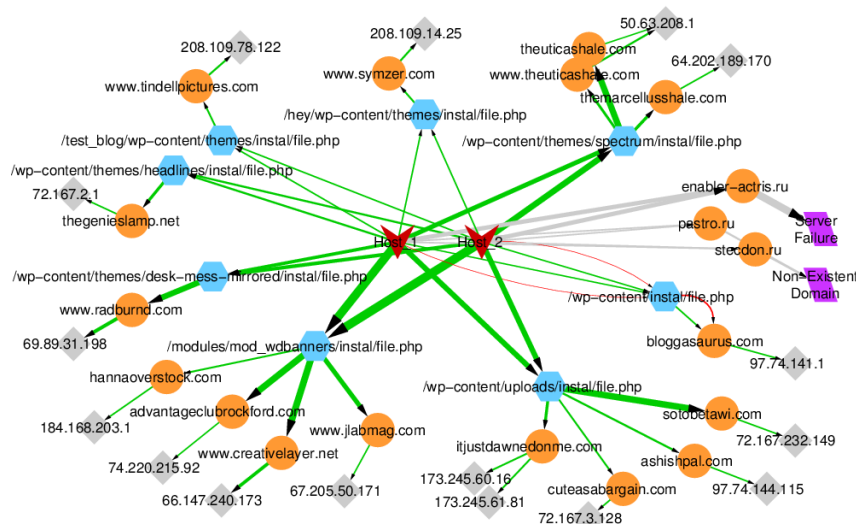 50.63.208.1
208.109.78.122
208.109.14.25
theuticashale.com
64.202.189.170
www.symzer.com
www.theuticashale.com
www.tindellpictures.com
themarcellusshale.com
/hey/wp-content/themes/instal/file.php
/test_blog/wp-content/themes/instal/file.php
/wp-content/themes/spectrum/instal/file.php
/wp-content/themes/headlines/instal/file.php
72.167.2.1
enabler-actris.ru
thegenieslamp.net
pastro.ru
Server
Failure
Host_1
Host_2
stecdon.ru
/wp-content/themes/desk-mess-mirrored/instal/file.php
Non-Existent
Domain
/wp-content/instal/file.php
www.radburnd.com
69.89.31.198
/modules/mod_wdbanners/instal/file.php
bloggasaurus.com
97.74.141.1
hannaoverstock.com
/wp-content/uploads/instal/file.php
advantageclubrockford.com
sotobetawi.com
184.168.203.1
www.jlabmag.com
72.167.232.149
www.creativelayer.net
itjustdawnedonme.com
ashishpal.com
74.220.215.92
173.245.60.16
67.205.50.171
cuteasabargain.com
97.74.144.115
66.147.240.173
173.245.61.81
72.167.3.128